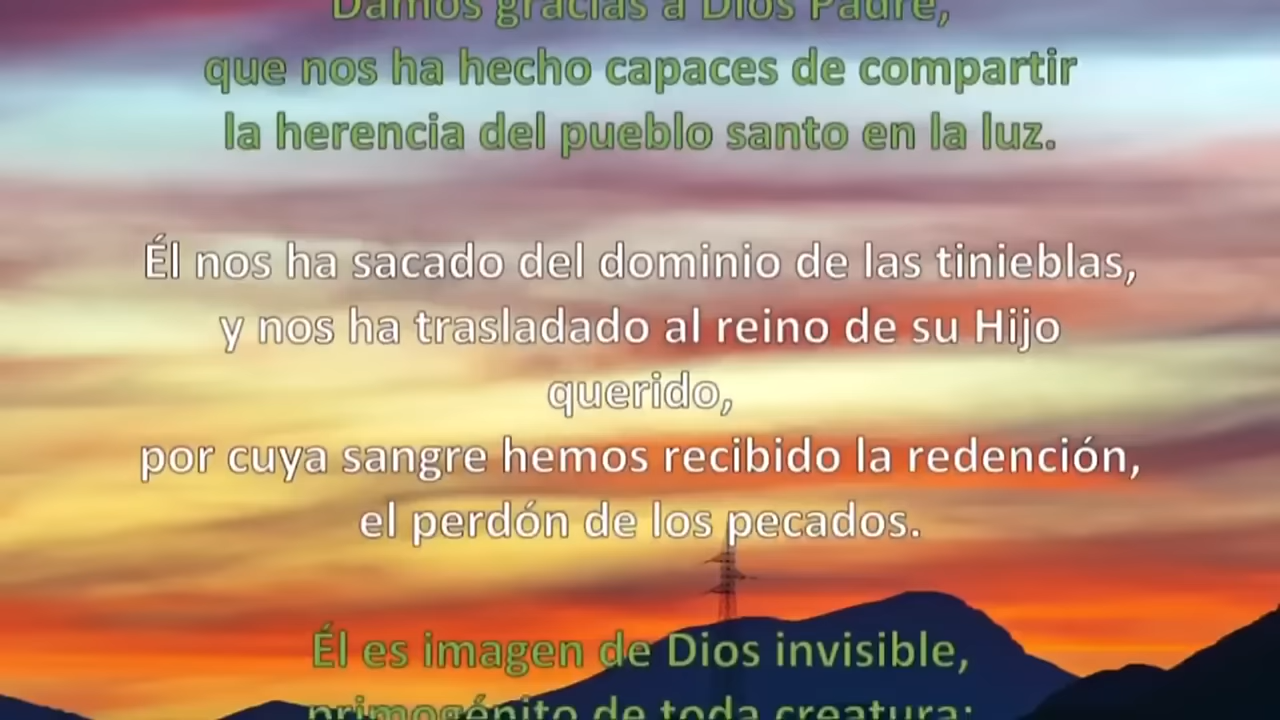 Damos gracias a Dios Padre,
que nos ha hecho capaces de compartir
la herencia del pueblo santo en la luz.
Él nos ha sacado del dominio de las tinieblas,
y nos ha trasladado al reino de su Hijo
querido,
por cuya sangre hemos recibido la redención,
el perdón de los pecados.
Él es imagen de Dios invisible,
primogénito de toda creatura;